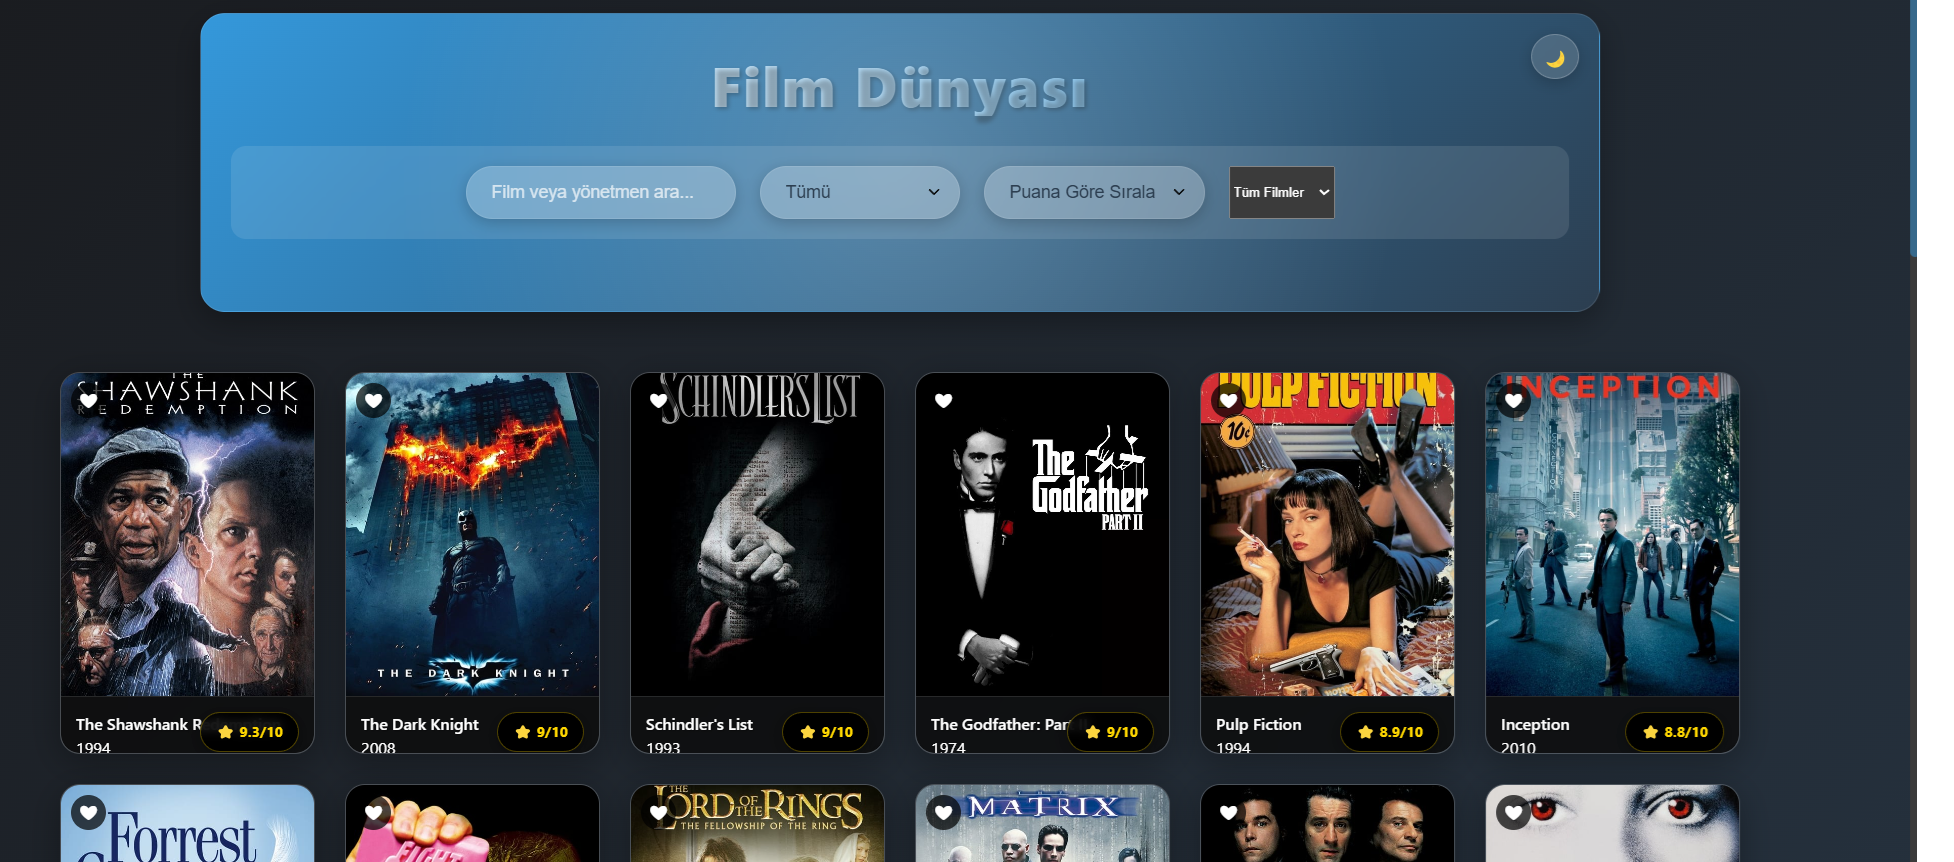 Film Dünyası
Film veya yönetmen ara...
Tümü
Puana Göre Sırala
Tüm Filmler
THE
SHAWSHANK
REDEMPTION
THE DARK KNIGHT
SCHINDLER'S LIST
The
Godfather
PART II
PULP FICTION
10¢
INCEPTION
The Shawshank R
9.3/10
1994
The Dark Knight
9/10
2008
Schindler's List
9/10
1993
The Godfather: Part II
9/10
1974
Pulp Fiction
8.9/10
1994
Inception
8.8/10
2010
Forrest
FIGHT
THE
LORD OF THE RINGS
THE FELLOWSHIP OF THE RING
MATRIX